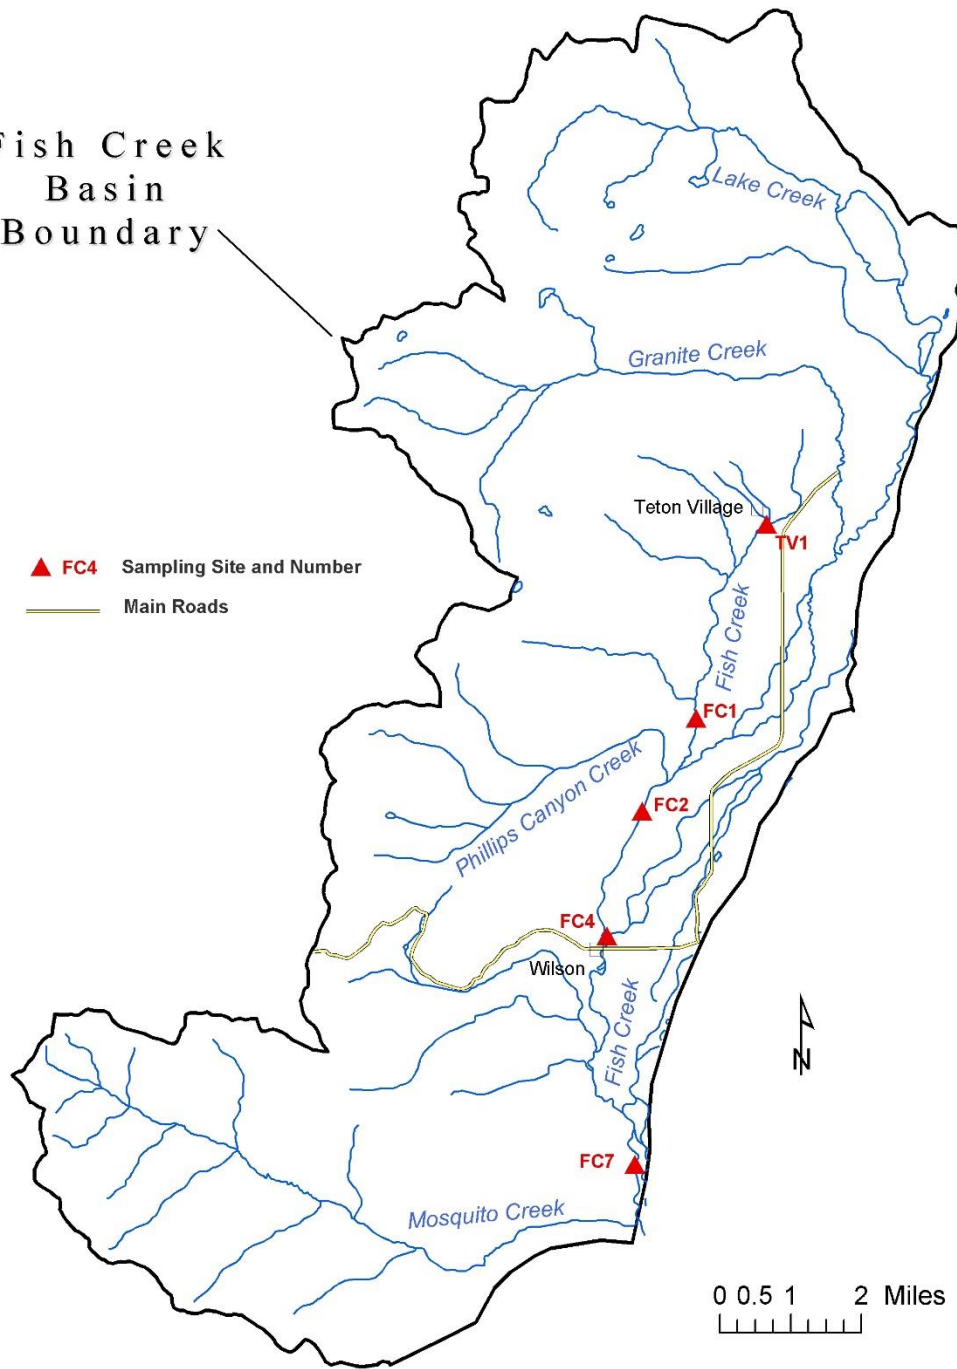 Fish Creek
Basin
Boundary
Lake Creek
Granite Creek
Teton Village
TV1
FC4 Sampling Site and Number
Main Roads
Fish Creek
FC1
Phillips Canyon Creek
FC2
FC4
Wilson
Fish Creek
N
FC7
Mosquito Creek
0 0.5 1 2 Miles